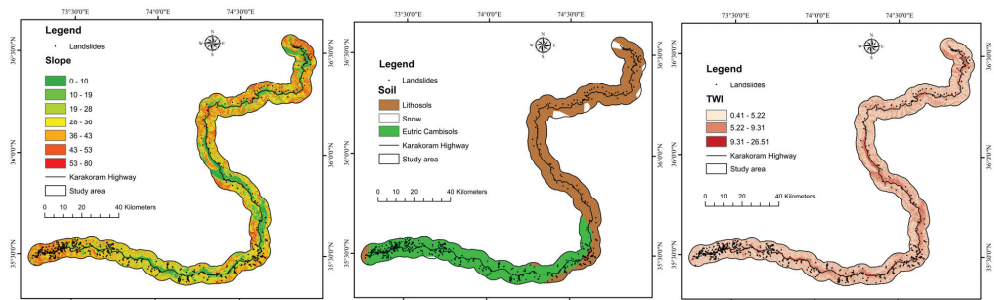 73°30'0"E 74°0'0"E 74°30'0"E
Legend
Landslides
Slope
0 - 10
10 - 19
19 - 28
28 - 36
36 - 43
43 - 53
53 - 80
Karakoram Highway
Study area
0 10 20 40 Kilometers
N
W E
S
36°30'0"N
35°30'0"N
73°30'0"E 74°0'0"E 74°30'0"E
Legend
Landslides
Soil
Lithosols
Snow
Eutric Cambisols
Karakoram Highway
Study area
0 10 20 40 Kilometers
N
W E
S
36°30'0"N
36°0'0"N
35°30'0"N
73°30'0"E 74°0'0"E 74°30'0"E
Legend
Landslides
TWI
0.41 - 5.22
5.22 - 9.31
9.31 - 26.51
Karakoram Highway
Study area
0 10 20 40 Kilometers
N
W E
S
36°30'0"N
35°30'0"N